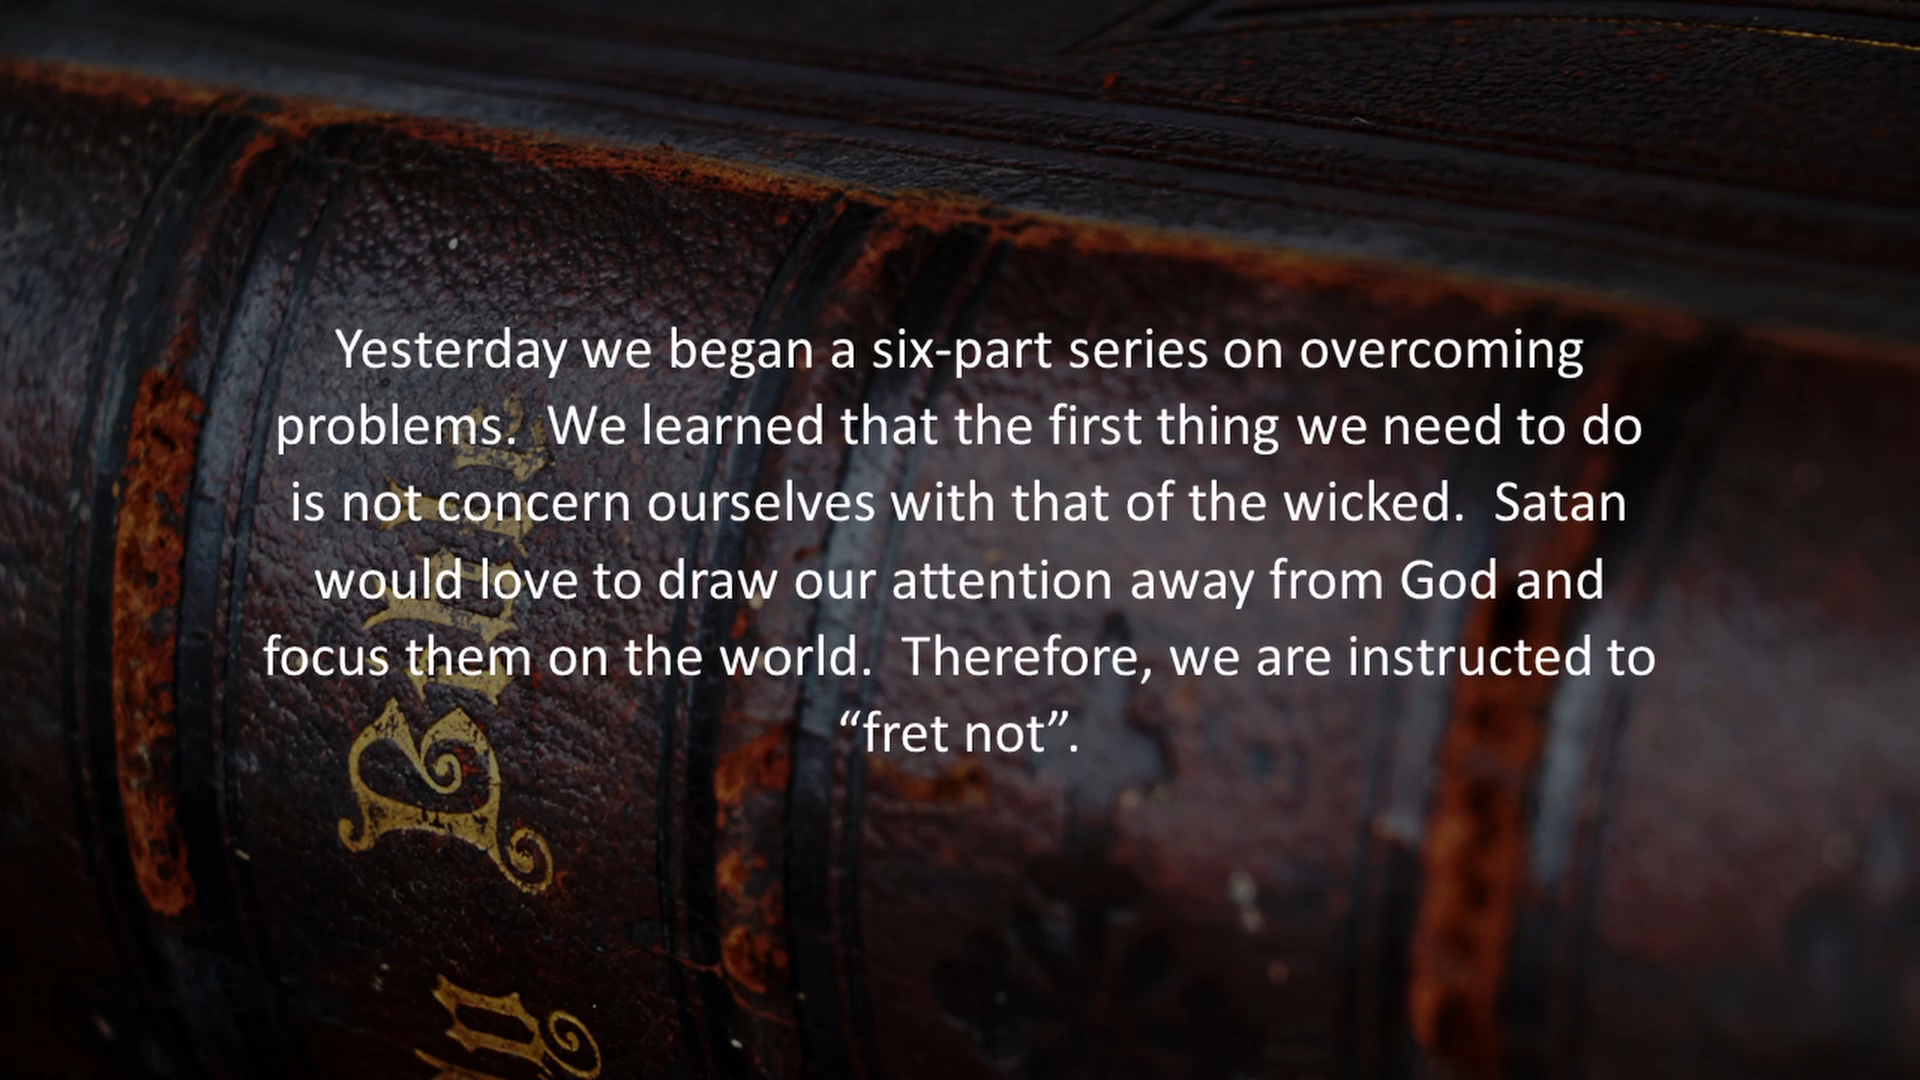 Yesterday we began a six-part series on overcoming
problems.  We learned that the first thing we need to do
is not concern ourselves with that of the wicked.  Satan
would love to draw our attention away from God and
focus them on the world.  Therefore, we are instructed to
“fret not”.
Bible